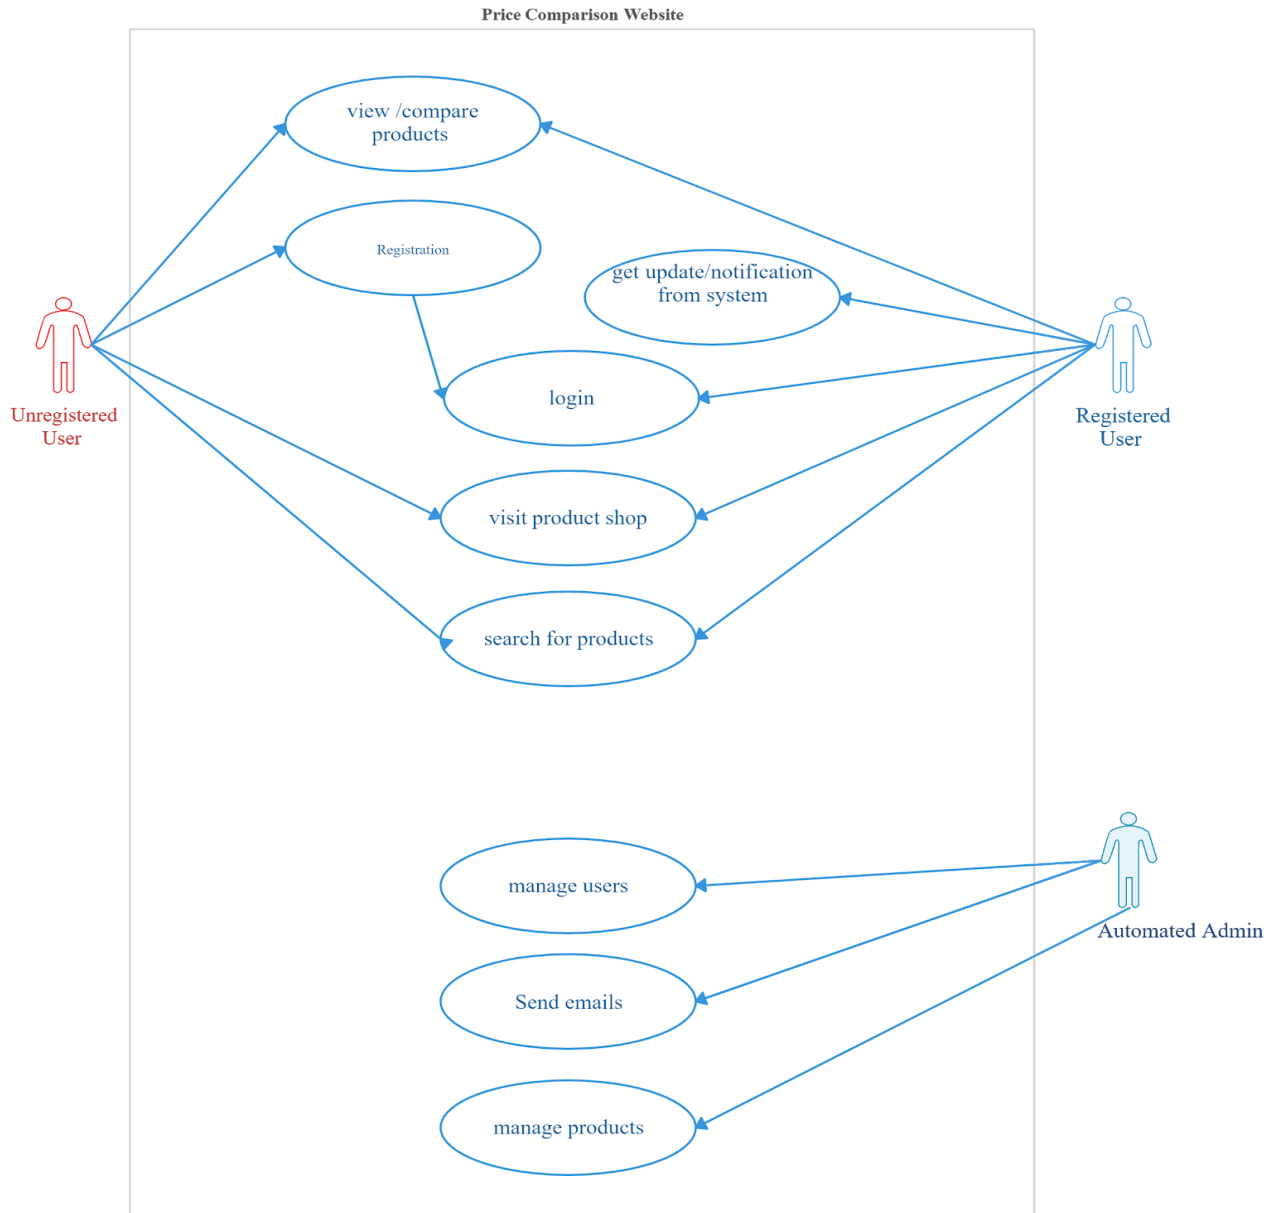 Price Comparison Website
view /compare
products
Registration
get update/notification
from system
login
Unregistered
User
Registered
User
visit product shop
search for products
manage users
Automated Admin
Send emails
manage products